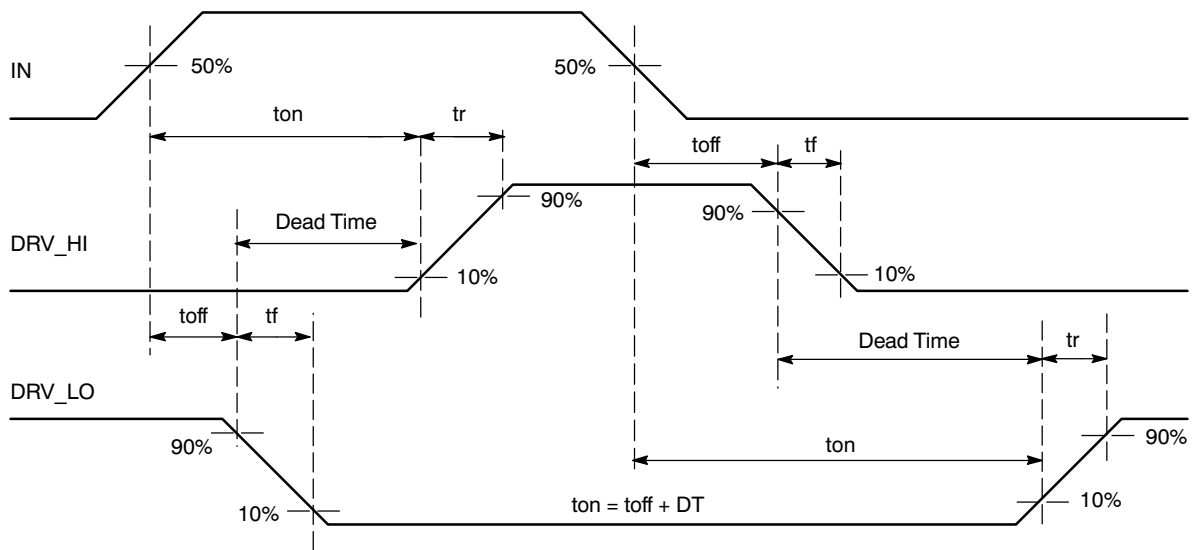 IN
50%
50%
ton
tr
toff
tf
DRV_HI
Dead Time
90%
90%
10%
10%
toff
tf
Dead Time
tr
DRV_LO
90%
90%
ton
10%
ton = toff + DT
10%